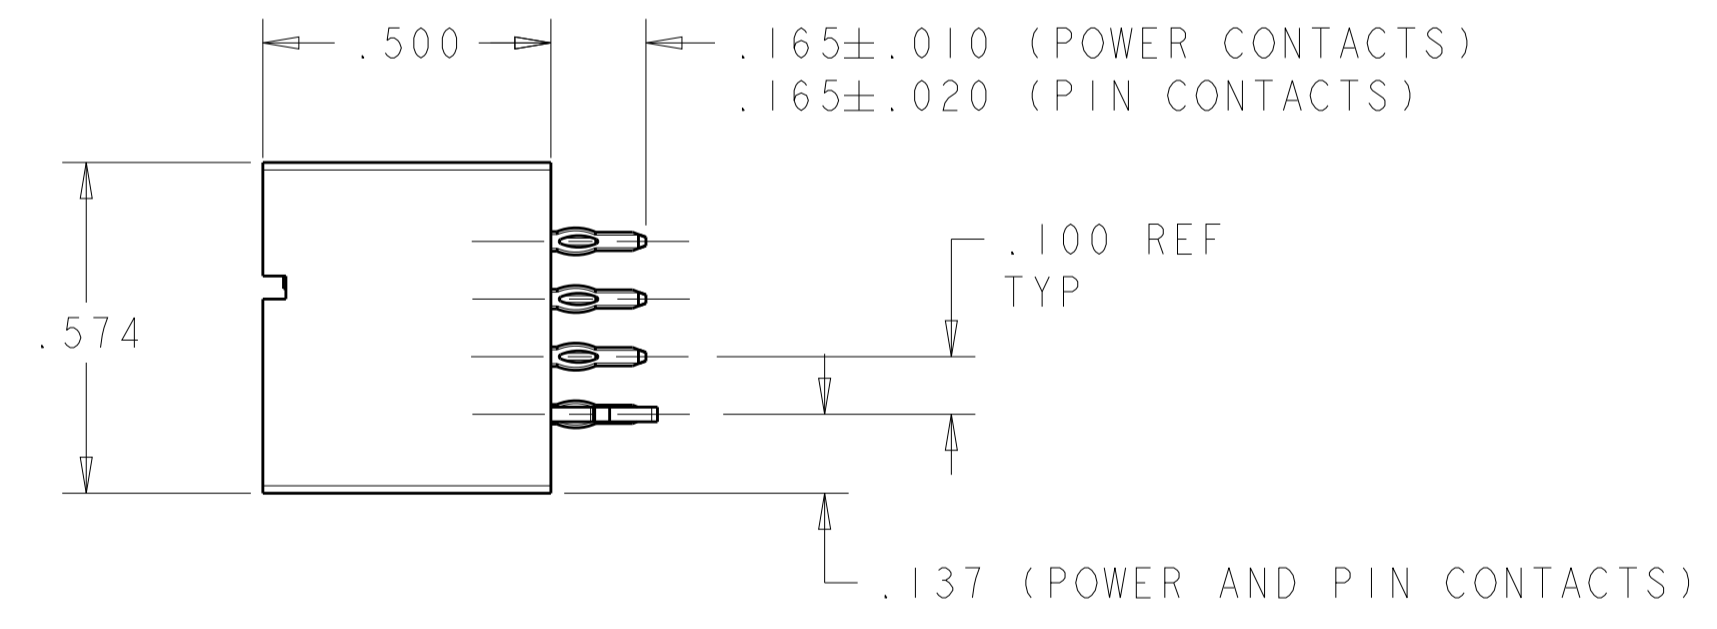 .500
.165±.010 (POWER CONTACTS)
.165±.020 (PIN CONTACTS)
.100 REF
TYP
.574
.137 (POWER AND PIN CONTACTS)